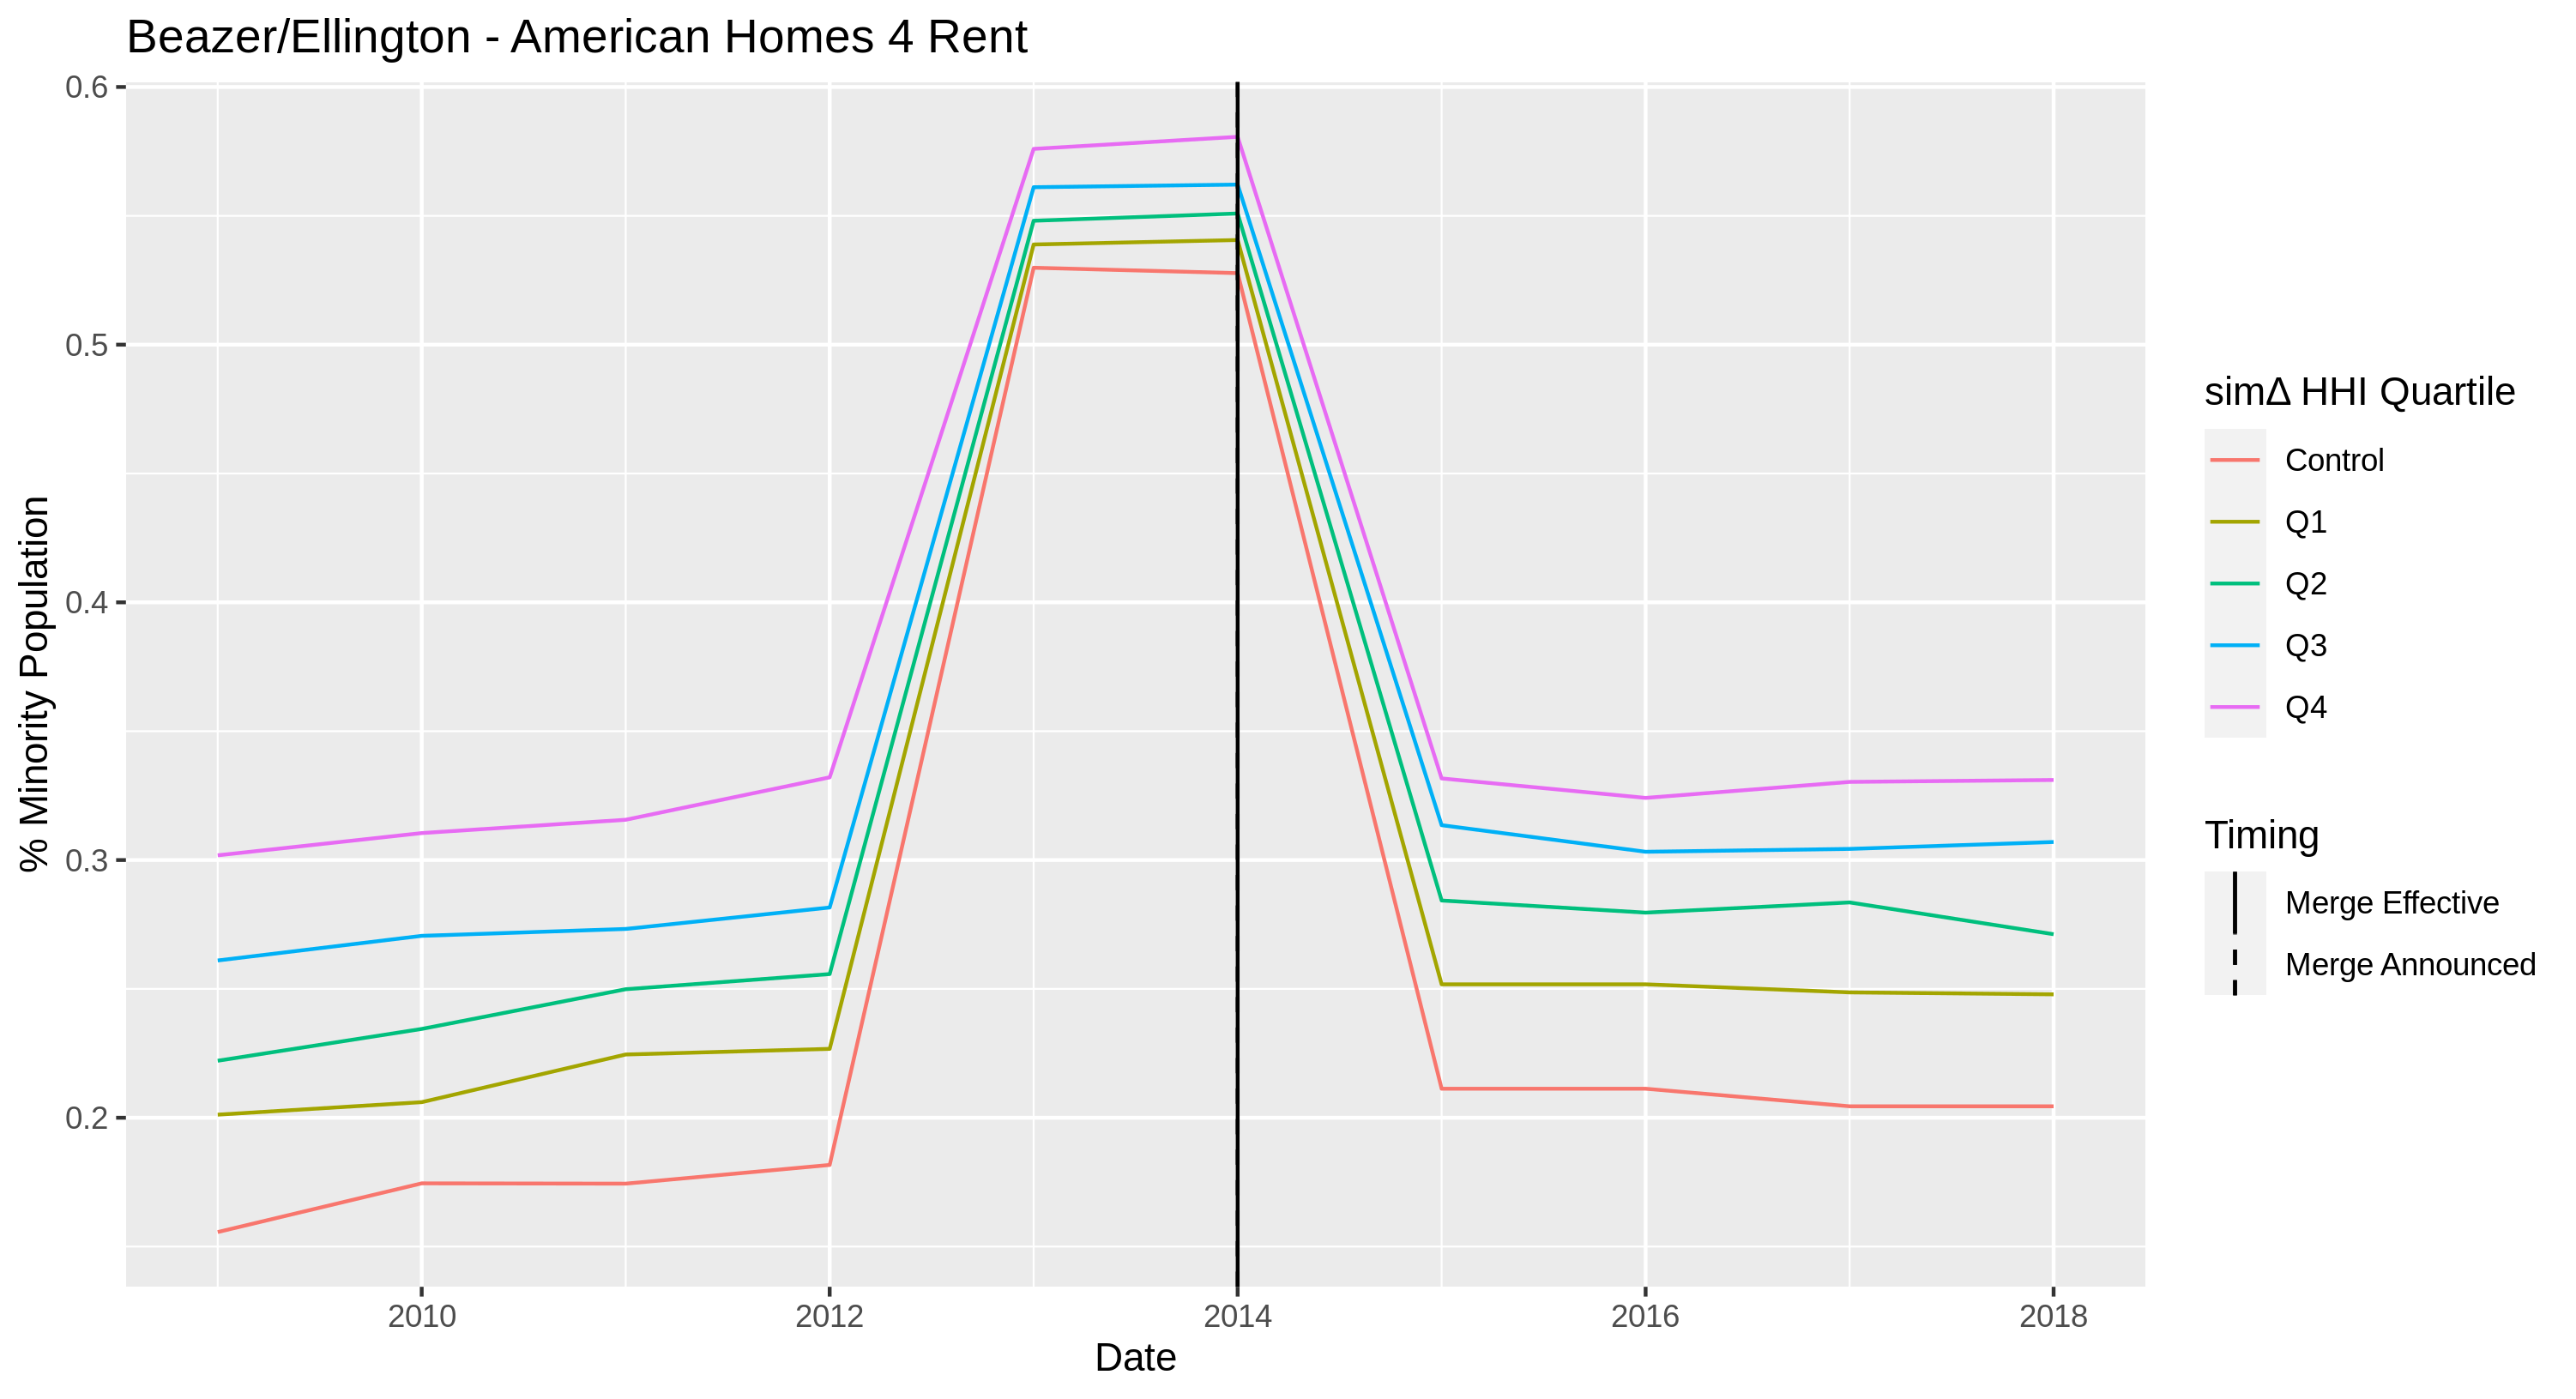 Beazer/Ellington - American Homes 4 Rent
% Minority Population
0.6
0.5
0.4
0.3
0.2
2010
2012
2014
2016
2018
Date
simΔ HHI Quartile
Control
Q1
Q2
Q3
Q4
Timing
Merge Effective
Merge Announced